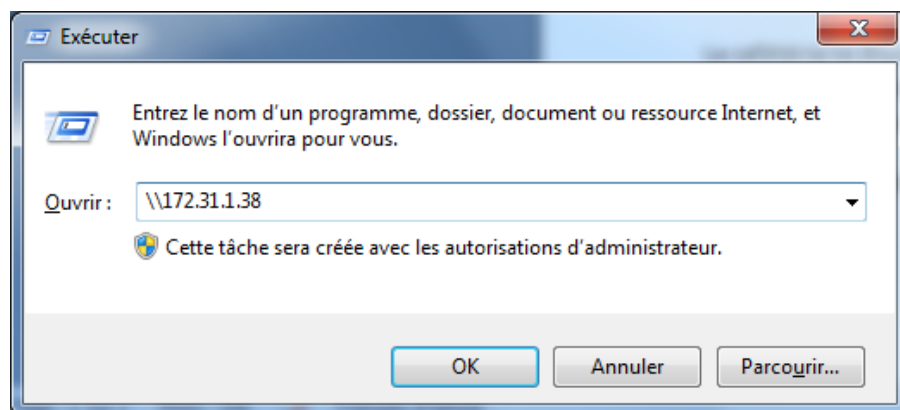 Exécuter
Entrez le nom d'un programme, dossier, document ou ressource Internet, et
Windows l'ouvrira pour vous.
Ouvrir : \\172.31.1.38
Cette tâche sera créée avec les autorisations d'administrateur.
OK Annuler Parcourir...